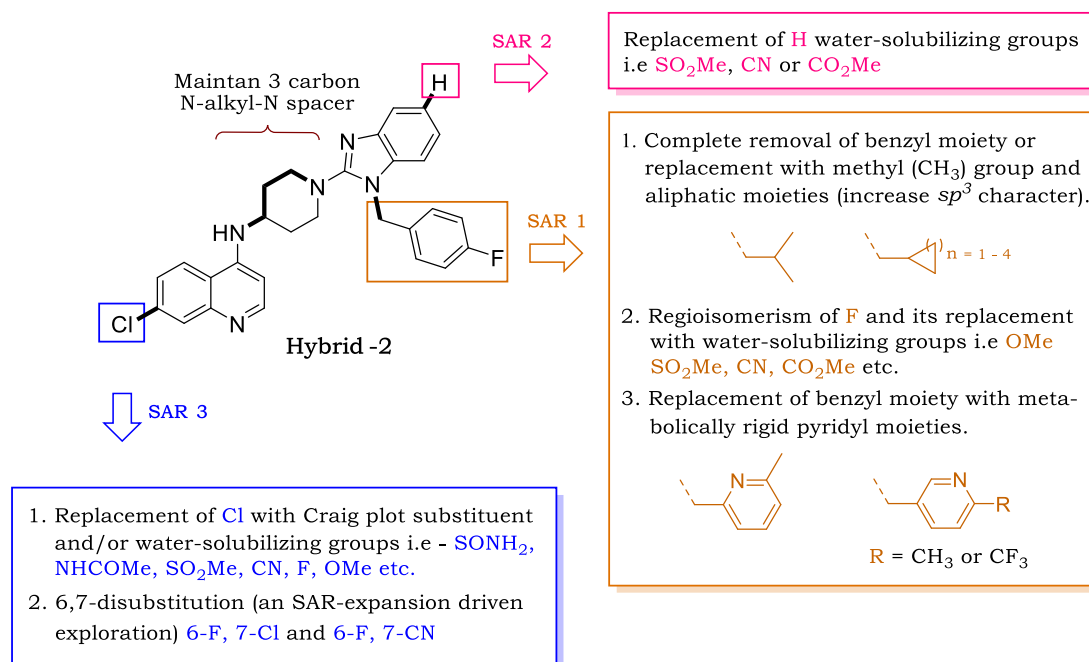 SAR 2
Replacement of H water-solubilizing groups
i.e SO₂Me, CN or CO₂Me
Maintan 3 carbon
N-alkyl-N spacer
H
N
N
N
HN
F
Cl
N
Hybrid -2
SAR 1
1. Complete removal of benzyl moiety or
replacement with methyl (CH₃) group and
aliphatic moieties (increase sp³ character).
( ) n = 1 - 4
2. Regioisomerism of F and its replacement
with water-solubilizing groups i.e OMe
SO₂Me, CN, CO₂Me etc.
3. Replacement of benzyl moiety with meta-
bolically rigid pyridyl moieties.
N
N
R
R = CH₃ or CF₃
SAR 3
1. Replacement of Cl with Craig plot substituent
and/or water-solubilizing groups i.e - SONH₂,
NHCOMe, SO₂Me, CN, F, OMe etc.
2. 6,7-disubstitution (an SAR-expansion driven
exploration) 6-F, 7-Cl and 6-F, 7-CN